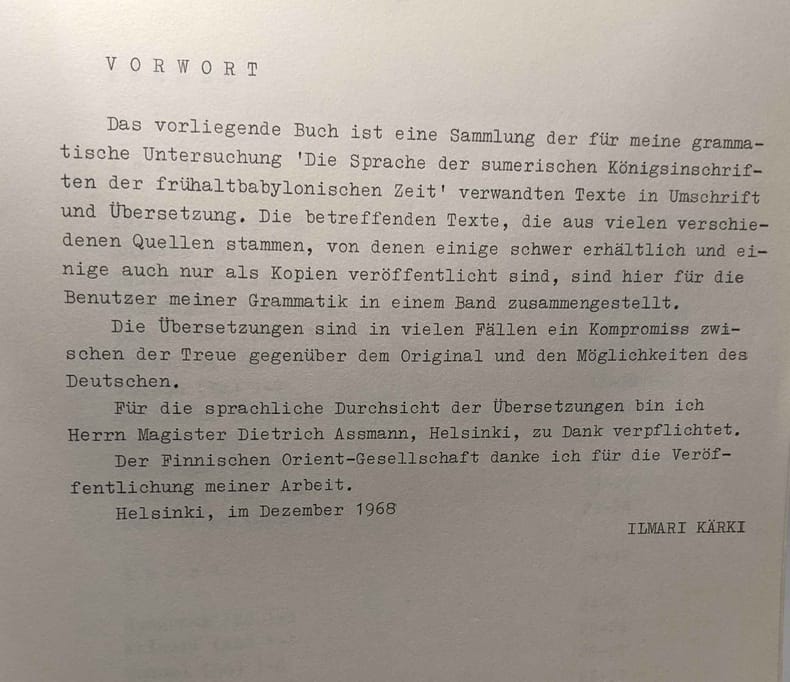 V O R W O R T
Das vorliegende Buch ist eine Sammlung der für meine gramma-
tische Untersuchung 'Die Sprache der sumerischen Königsinschrif-
ten der frühaltbabylonischen Zeit' verwandten Texte in Umschrift
und Übersetzung. Die betreffenden Texte, die aus vielen verschie-
denen Quellen stammen, von denen einige schwer erhältlich und ei-
nige auch nur als Kopien veröffentlicht sind, sind hier für die
Benutzer meiner Grammatik in einem Band zusammengestellt.
Die Übersetzungen sind in vielen Fällen ein Kompromiss zwi-
schen der Treue gegenüber dem Original und den Möglichkeiten des
Deutschen.
Für die sprachliche Durchsicht der Übersetzungen bin ich
Herrn Magister Dietrich Assmann, Helsinki, zu Dank verpflichtet.
Der Finnischen Orient-Gesellschaft danke ich für die Veröf-
fentlichung meiner Arbeit.
Helsinki, im Dezember 1968
ILMARI KÄRKI